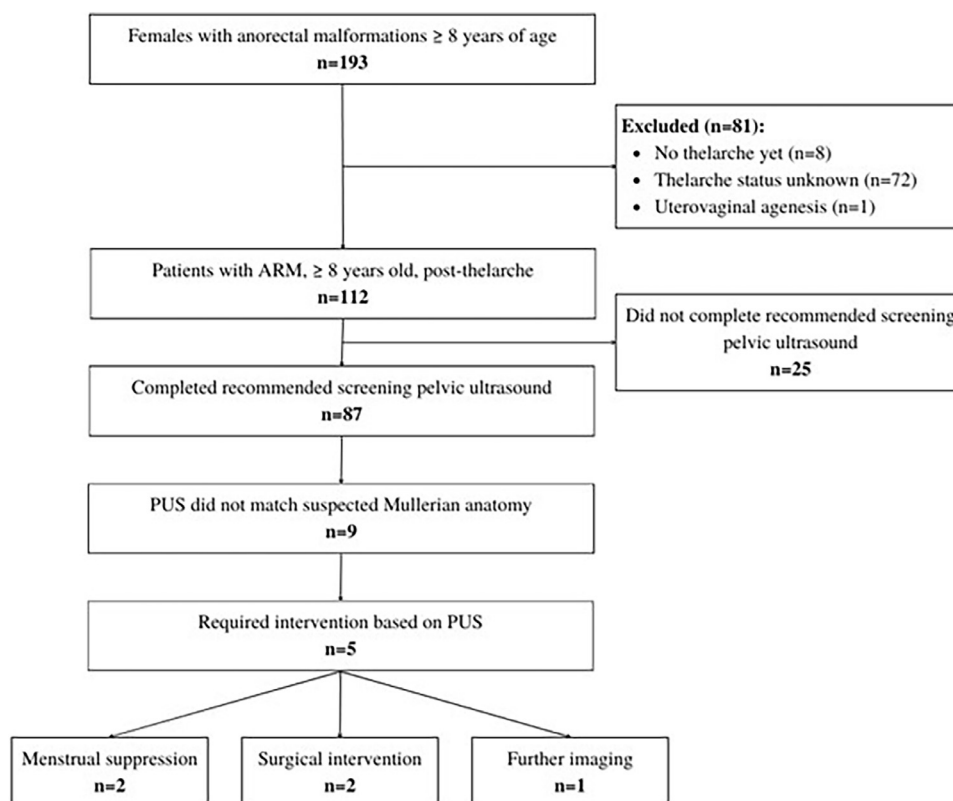 Females with anorectal malformations ≥ 8 years of age
n=193
Excluded (n=81):
• No thelarche yet (n=8)
• Thelarche status unknown (n=72)
• Uterovaginal agenesis (n=1)
Patients with ARM, ≥ 8 years old, post-thelarche
n=112
Did not complete recommended screening
pelvic ultrasound
n=25
Completed recommended screening pelvic ultrasound
n=87
PUS did not match suspected Mullerian anatomy
n=9
Required intervention based on PUS
n=5
Menstrual suppression
n=2
Surgical intervention
n=2
Further imaging
n=1